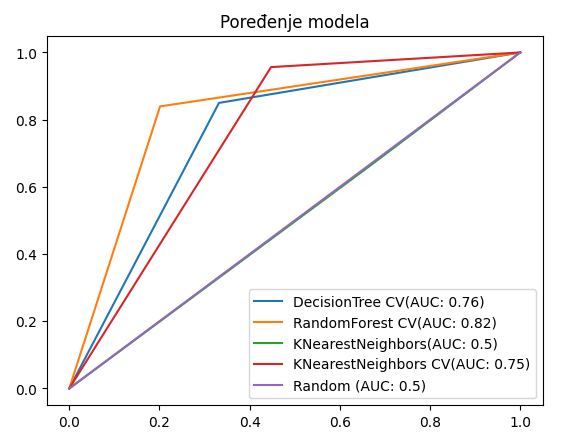 Poređenje modela
1.0
0.8
0.6
0.4
0.2
0.0
DecisionTree CV(AUC: 0.76)
RandomForest CV(AUC: 0.82)
KNearestNeighbors(AUC: 0.5)
KNearestNeighbors CV(AUC: 0.75)
Random (AUC: 0.5)
0.0 0.2 0.4 0.6 0.8 1.0